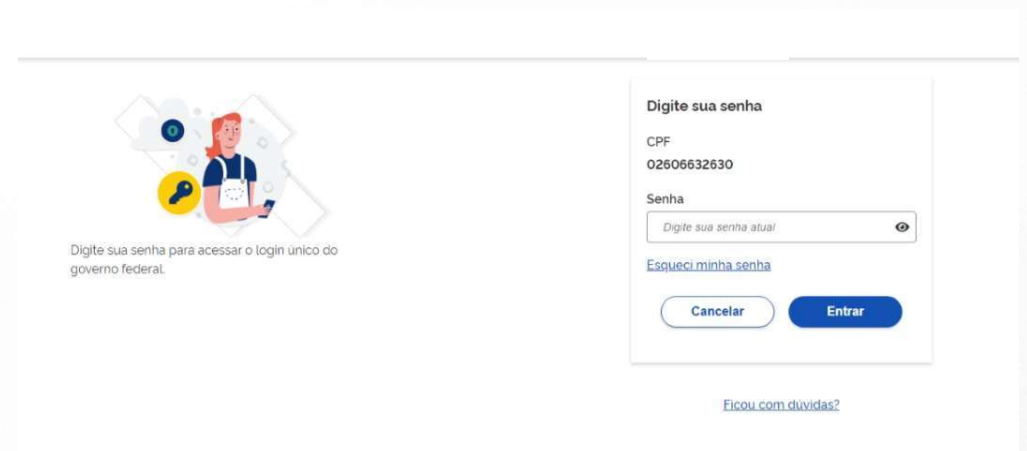 Digite sua senha para acessar o login único do
governo federal.
Digite sua senha
CPF
02606632630
Senha
Digite sua senha atual
Esqueci minha senha
Cancelar
Entrar
Ficou com dúvidas?